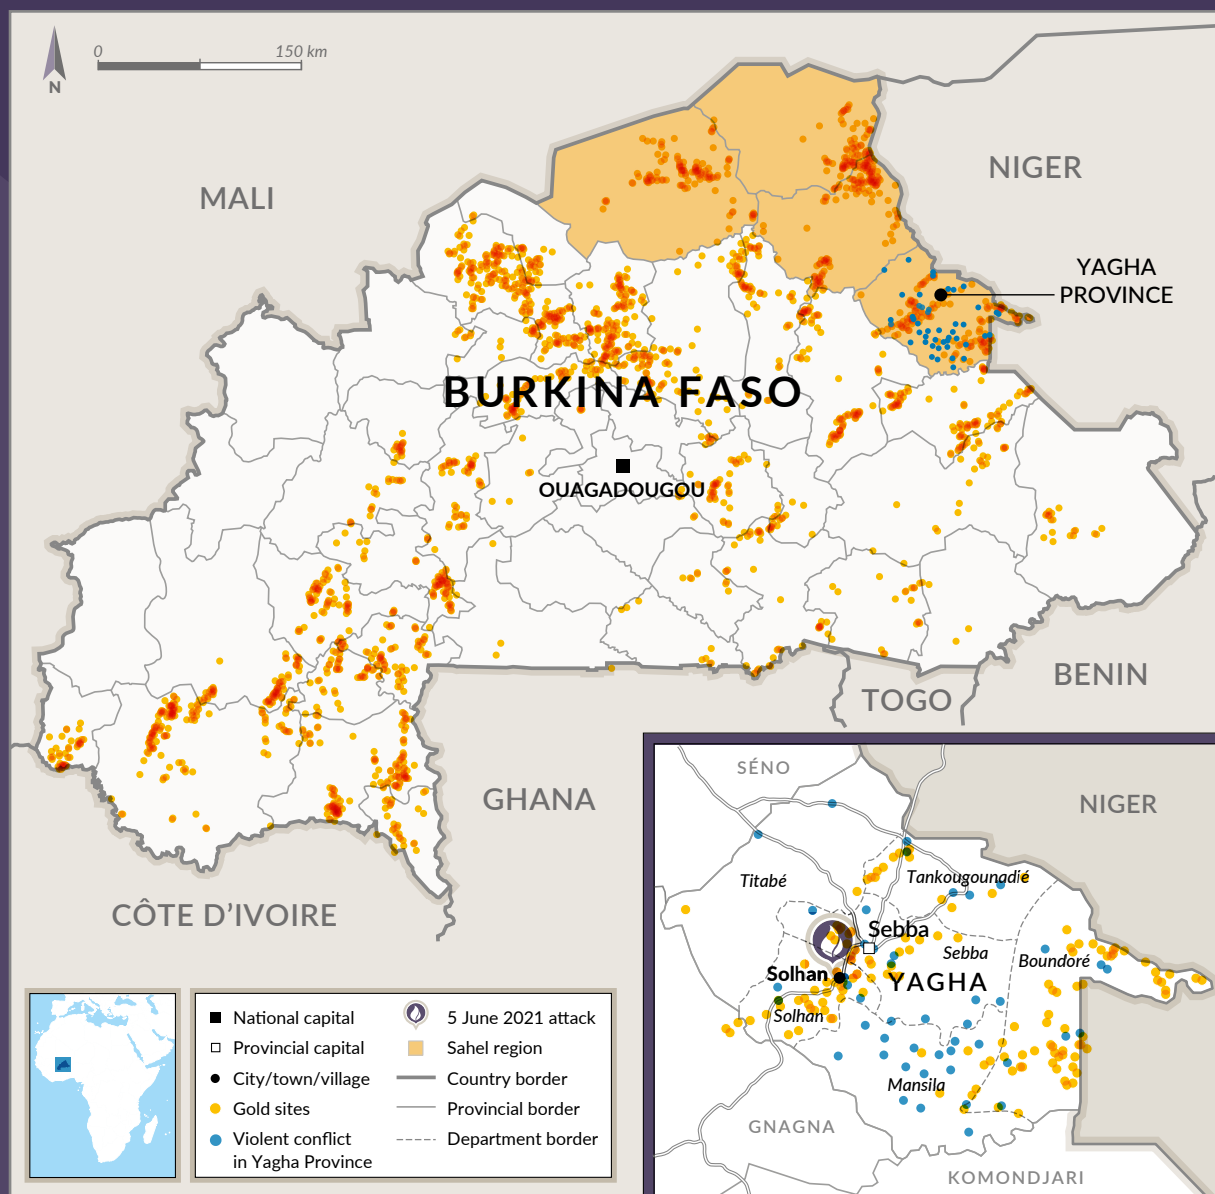 0
150 km
N
MALI
NIGER
YAGHA
PROVINCE
BURKINA FASO
OUAGADOUGOU
BENIN
TOGO
GHANA
CÔTE D’IVOIRE
National capital
Provincial capital
City/town/village
Gold sites
Violent conflict
in Yagha Province
5 June 2021 attack
Sahel region
Country border
Provincial border
Department border
SÉNO
NIGER
Titabé
Tankougounadié
Sebba
Sebba
Boundoré
Solhan
YAGHA
Solhan
Mansila
GNAGNA
KOMONDJARI